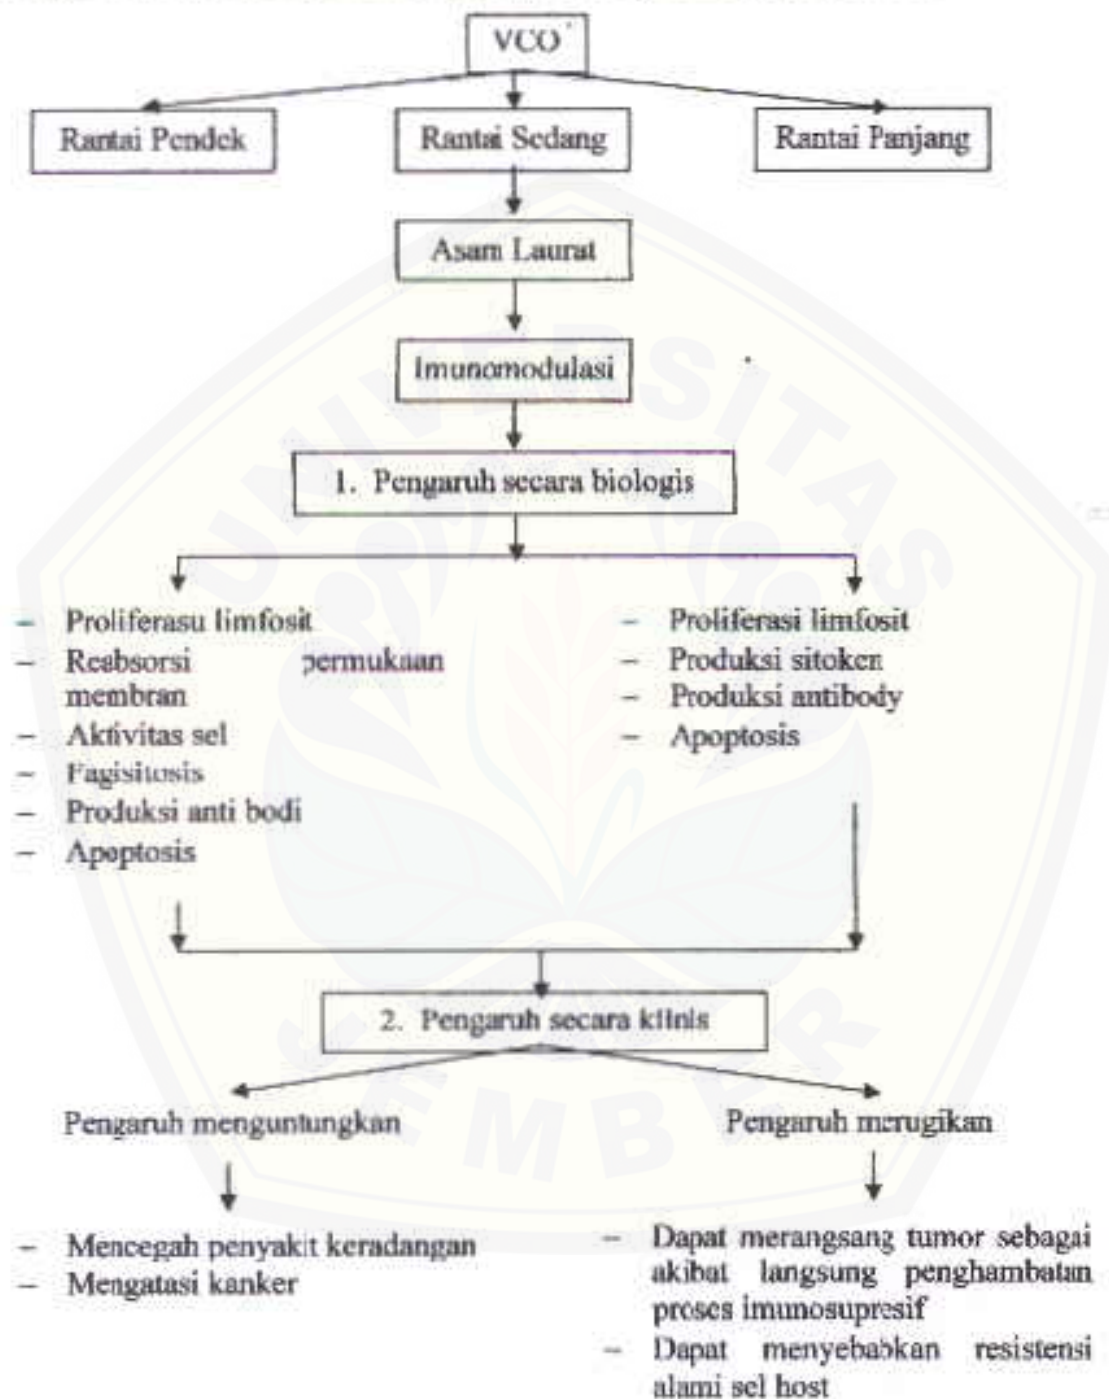 VCO
Rantai Pendek
Rantai Sedang
Rantai Panjang
Asam Laurat
Imunomodulasi
1. Pengaruh secara biologis
– Proliferasu limfosit
– Reabsorsi permukaan
membran
– Aktivitas sel
– Fagisitosis
– Produksi anti bodi
– Apoptosis
– Proliferasi limfosit
– Produksi sitoken
– Produksi antibody
– Apoptosis
2. Pengaruh secara klinis
Pengaruh menguntungkan
Pengaruh merugikan
– Mencegah penyakit keradangan
– Mengatasi kanker
– Dapat merangsang tumor sebagai
akibat langsung penghambatan
proses imunosupresif
– Dapat menyebabkan resistensi
alami sel host
UNIVERSITAS
JEMBER